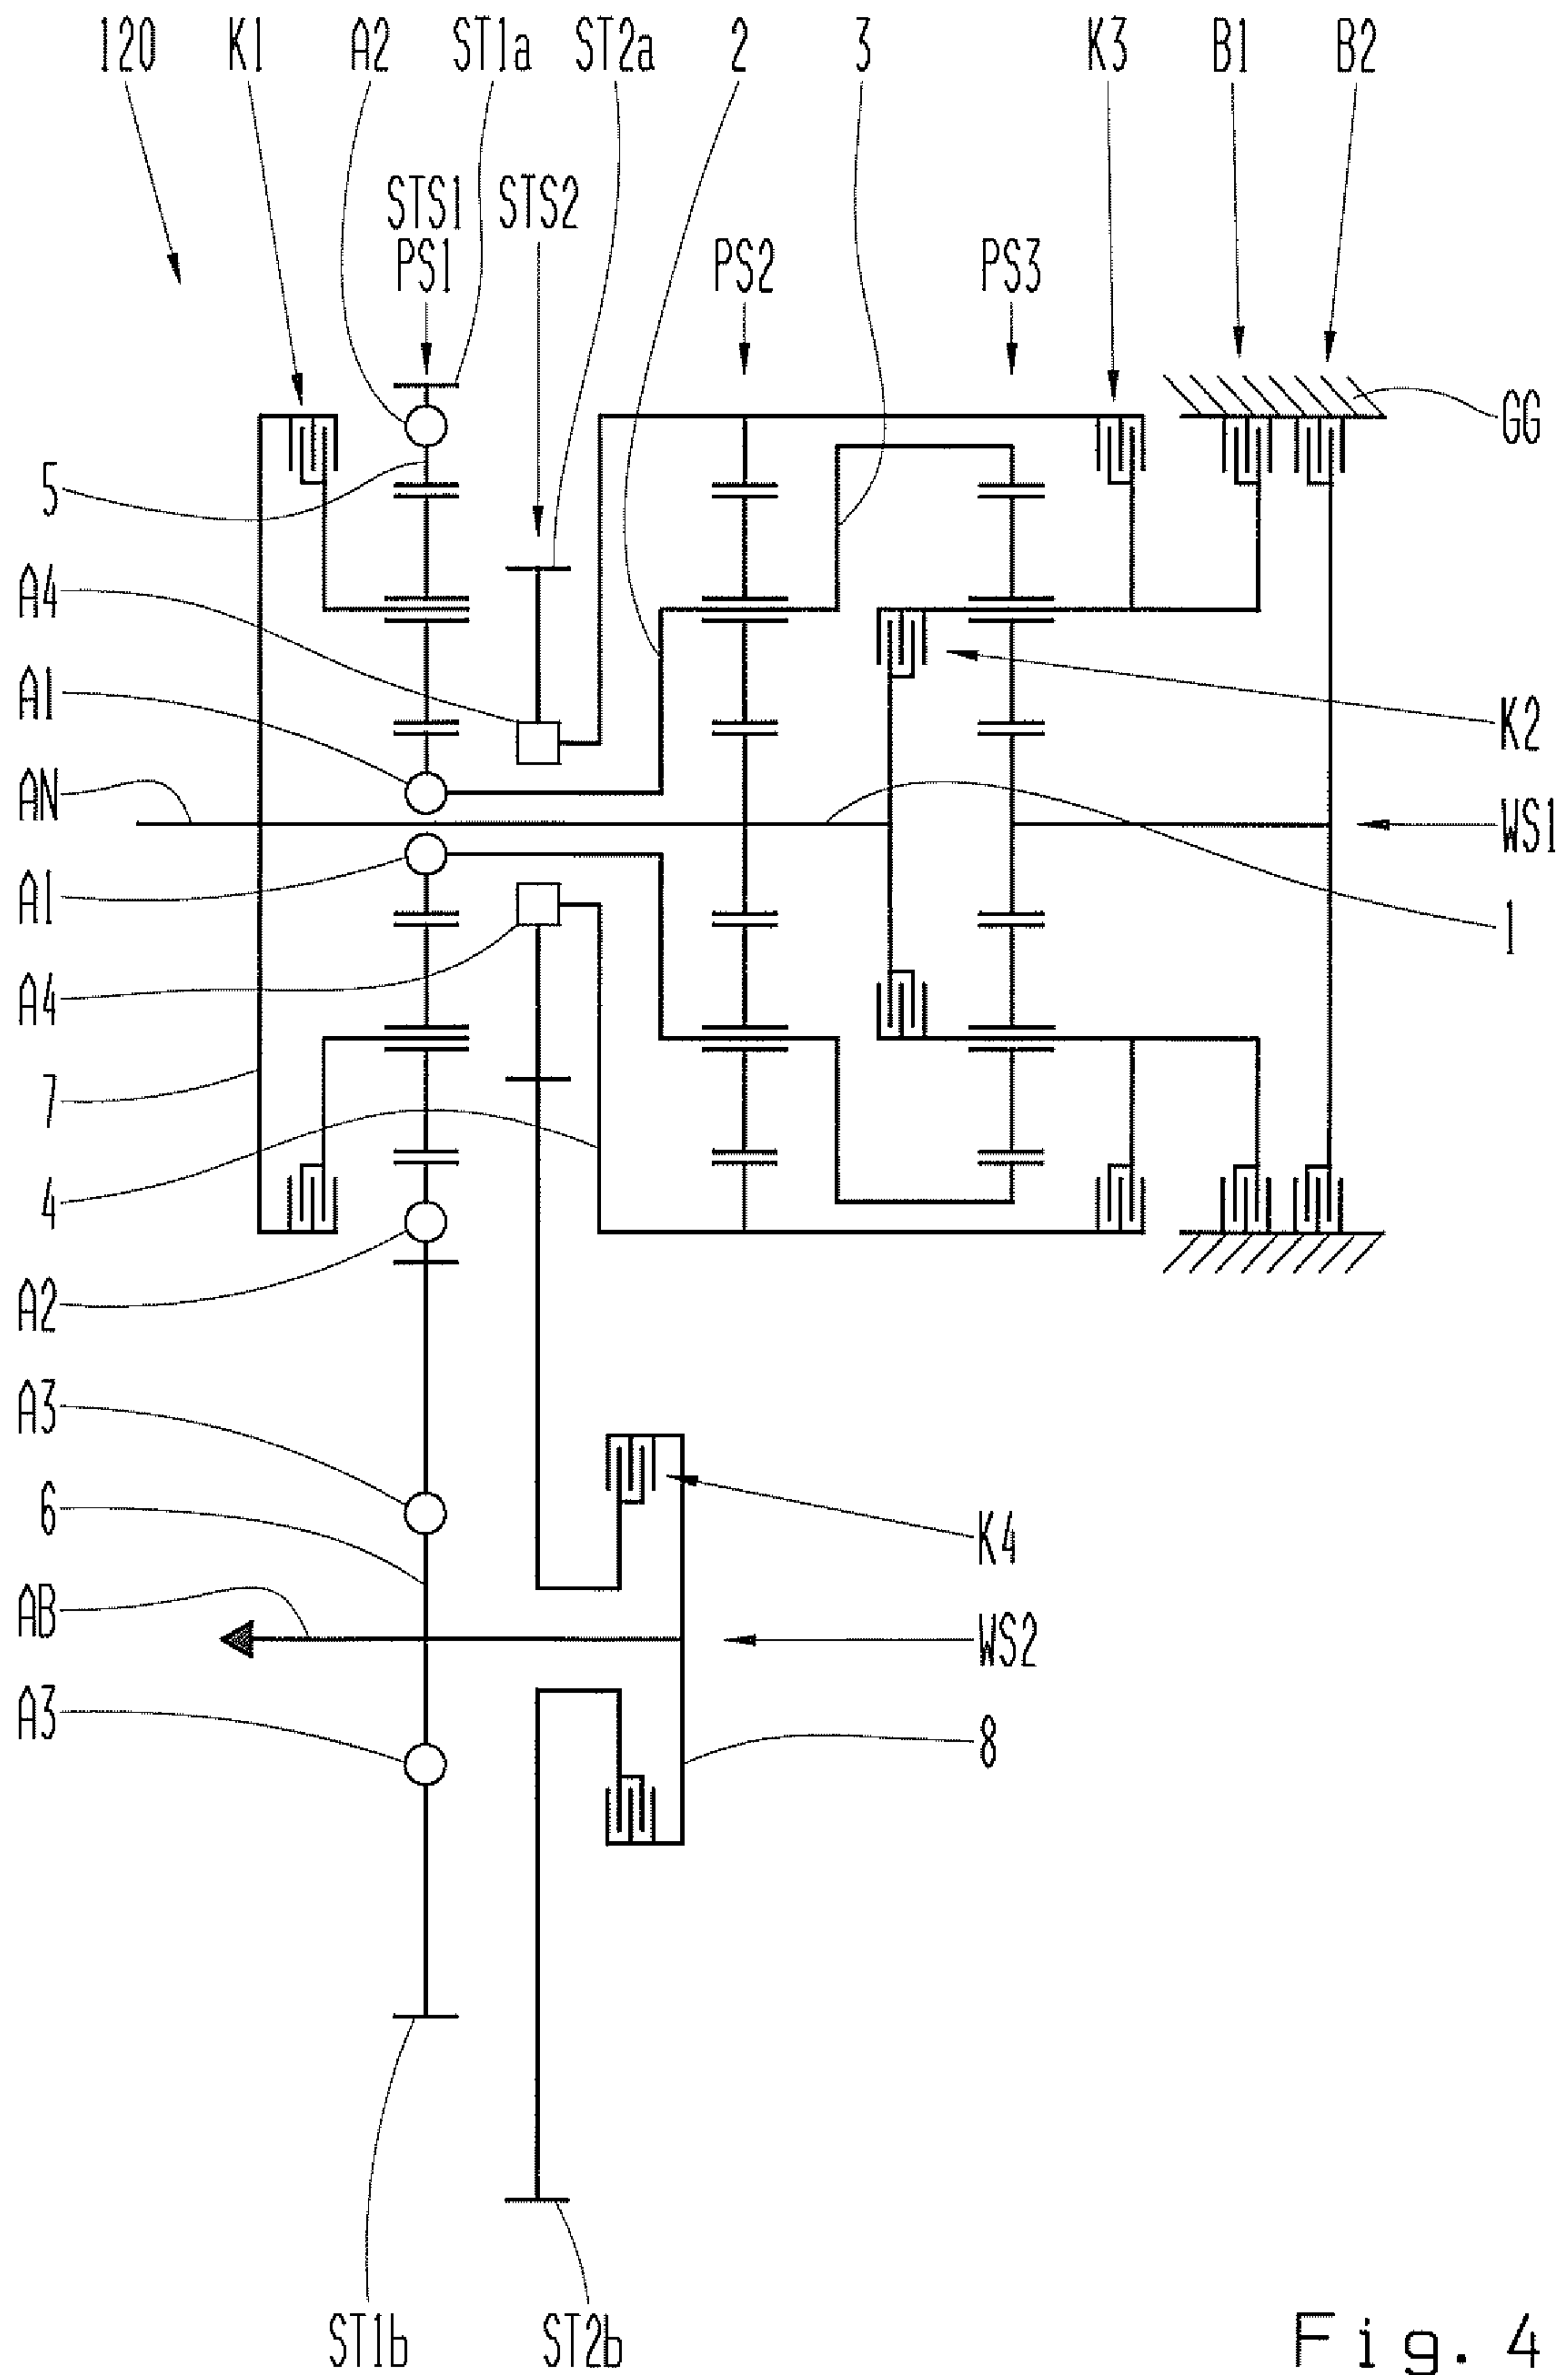 120 K1 A2 ST1a ST2a 2 3 K3 B1 B2
STS1 STS2
PS1 PS2 PS3
GG
5
A4
K2
A1
AN
WS1
A1
1
A4
7
4
A2
A3
6
K4
AB
WS2
A3
8
ST1b ST2b
Fig. 4